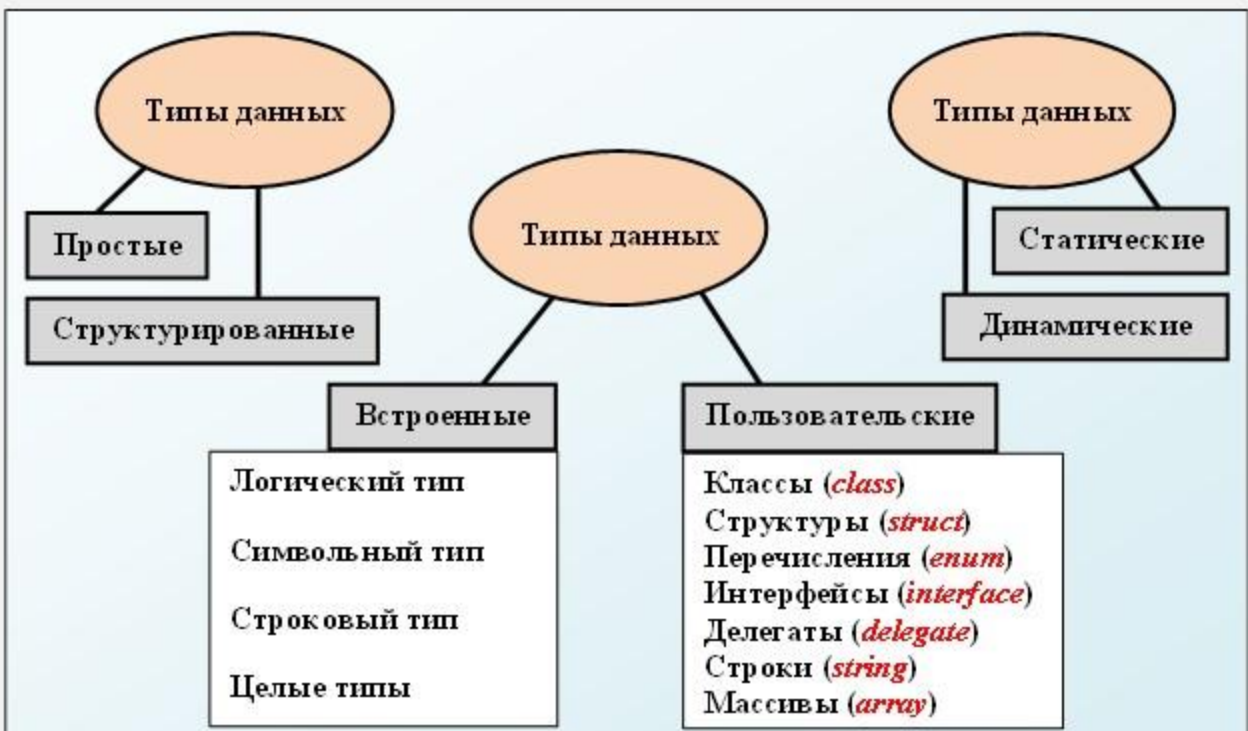 Типы данных
Простые
Структурированные
Типы данных
Встроенные
Логический тип
Символьный тип
Строковый тип
Целые типы
Пользовательские
Классы (class)
Структуры (struct)
Перечисления (enum)
Интерфейсы (interface)
Делегаты (delegate)
Строки (string)
Массивы (array)
Типы данных
Статические
Динамические